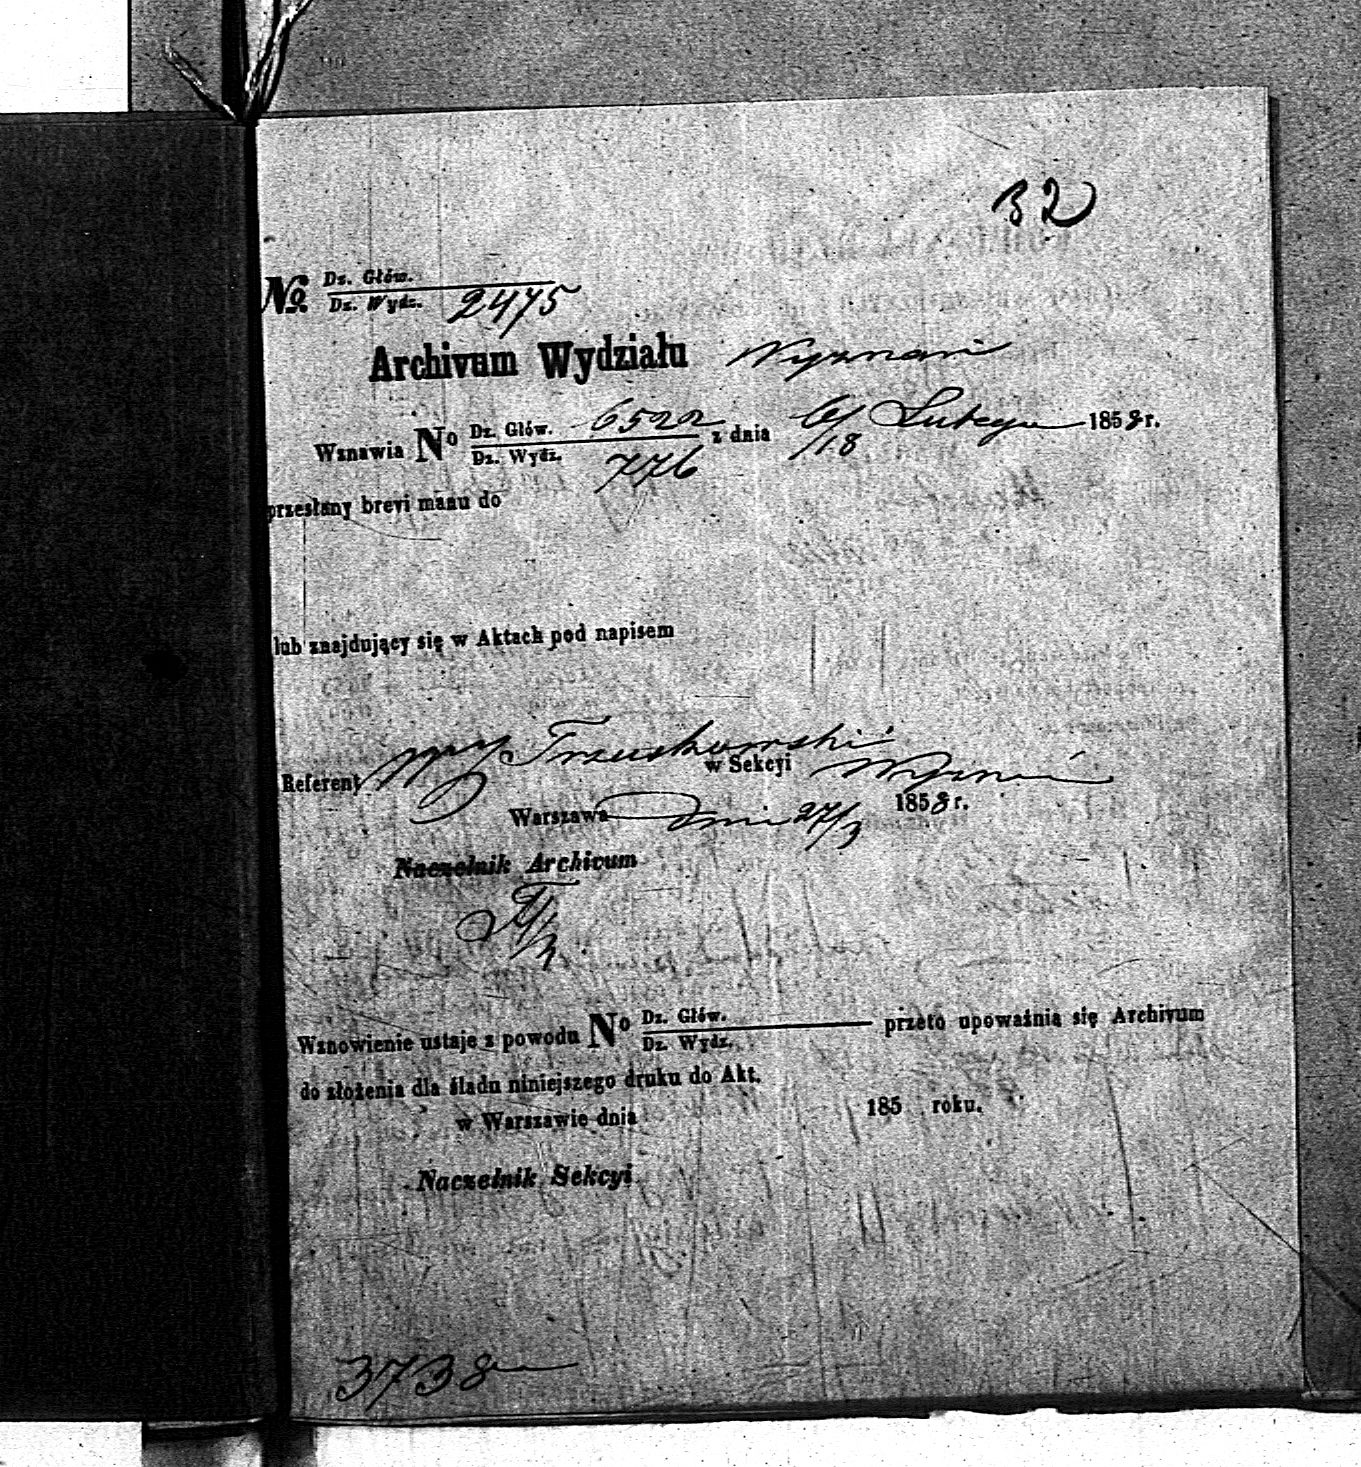 32
№ Dz. Głów.
Dz. Wydz. 2475
Archivum Wydziału Wyznań
Wznawia No Dz. Głów. 6522 z dnia 6/18 Lutego 1858 r.
Dz. Wydz. 776
przesłany brevi manu do
lub znajdujący się w Aktach pod napisem
Referent Truskowski w Sekcyi Wyznań
Warszawa dnia 27/3 1858 r.
Naczelnik Archivum
Wznowienie ustaje z powodu No Dz. Głów. przeto upoważnia się Archivum
Dz. Wydz.
do złożenia dla śladu niniejszego druku do Akt.
w Warszawie dnia 185 roku.
Naczelnik Sekcyi
3738